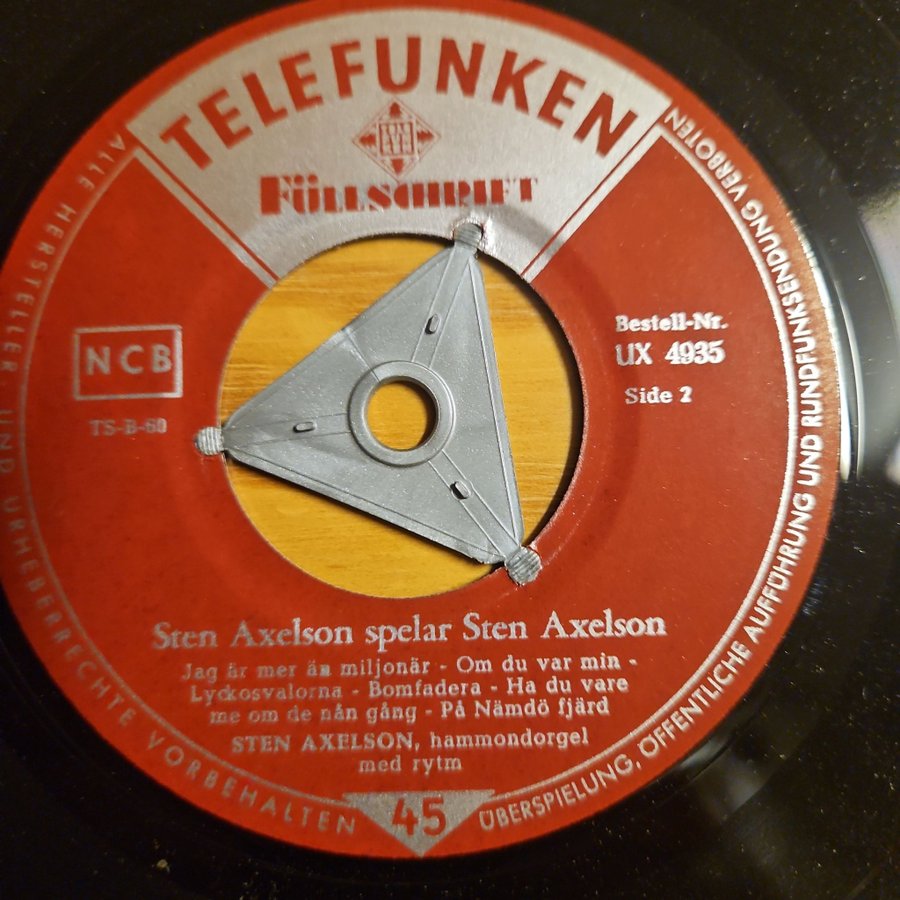 TELEFUNKEN
FÜLLSCHRIFT
NCB
TS-B-60
Bestell-Nr.
UX 4935
Side 2
Sten Axelson spelar Sten Axelson
Jag är mer än miljonär - Om du var min -
Lyckosvalorna - Bomfadera - Ha du vare
me om de nån gång - På Nämdö fjärd
STEN AXELSON, hammondorgel
med rytm
45
ALLE HERSTELLER- UND URHEBERRECHTE VORBEHALTEN
ÜBERSPIELUNG, ÖFFENTLICHE AUFFÜHRUNG UND RUNDFUNKSENDUNG VERBOTEN